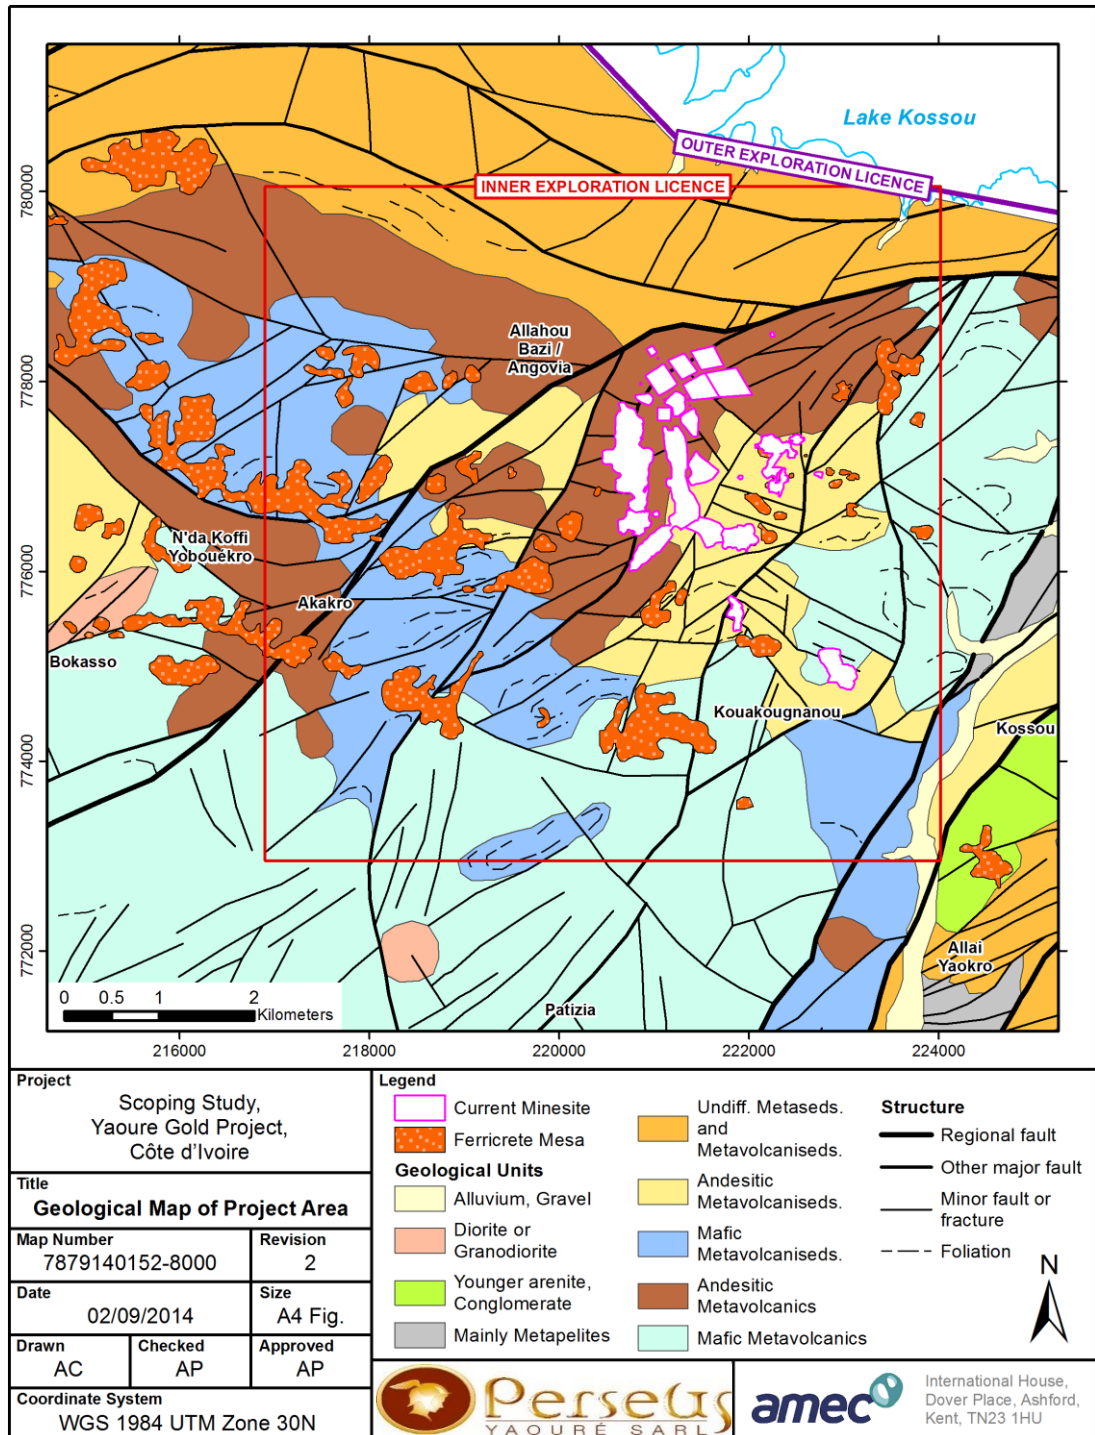 Lake Kossou
OUTER EXPLORATION LICENCE
INNER EXPLORATION LICENCE
780000
778000
776000
774000
772000
Allahou
Bazi /
Angovia
N'da Koffi
Yobouékro
Akakro
Bokasso
Kouakougnanou
Kossou
Allai
Yaokro
Patizia
0 0.5 1 2
Kilometers
216000 218000 220000 222000 224000
Project
Scoping Study,
Yaoure Gold Project,
Côte d'Ivoire
Title
Geological Map of Project Area
Map Number
7879140152-8000
Revision
2
Date
02/09/2014
Size
A4 Fig.
Drawn
AC
Checked
AP
Approved
AP
Coordinate System
WGS 1984 UTM Zone 30N
Legend
Current Minesite
Ferricrete Mesa
Geological Units
Alluvium, Gravel
Diorite or
Granodiorite
Younger arenite,
Conglomerate
Mainly Metapelites
Undiff. Metaseds.
and
Metavolcaniseds.
Andesitic
Metavolcaniseds.
Mafic
Metavolcaniseds.
Andesitic
Metavolcanics
Mafic Metavolcanics
Structure
Regional fault
Other major fault
Minor fault or
fracture
Foliation
N
Perseus
YAOURÉ SARL
amec
International House,
Dover Place, Ashford,
Kent, TN23 1HU